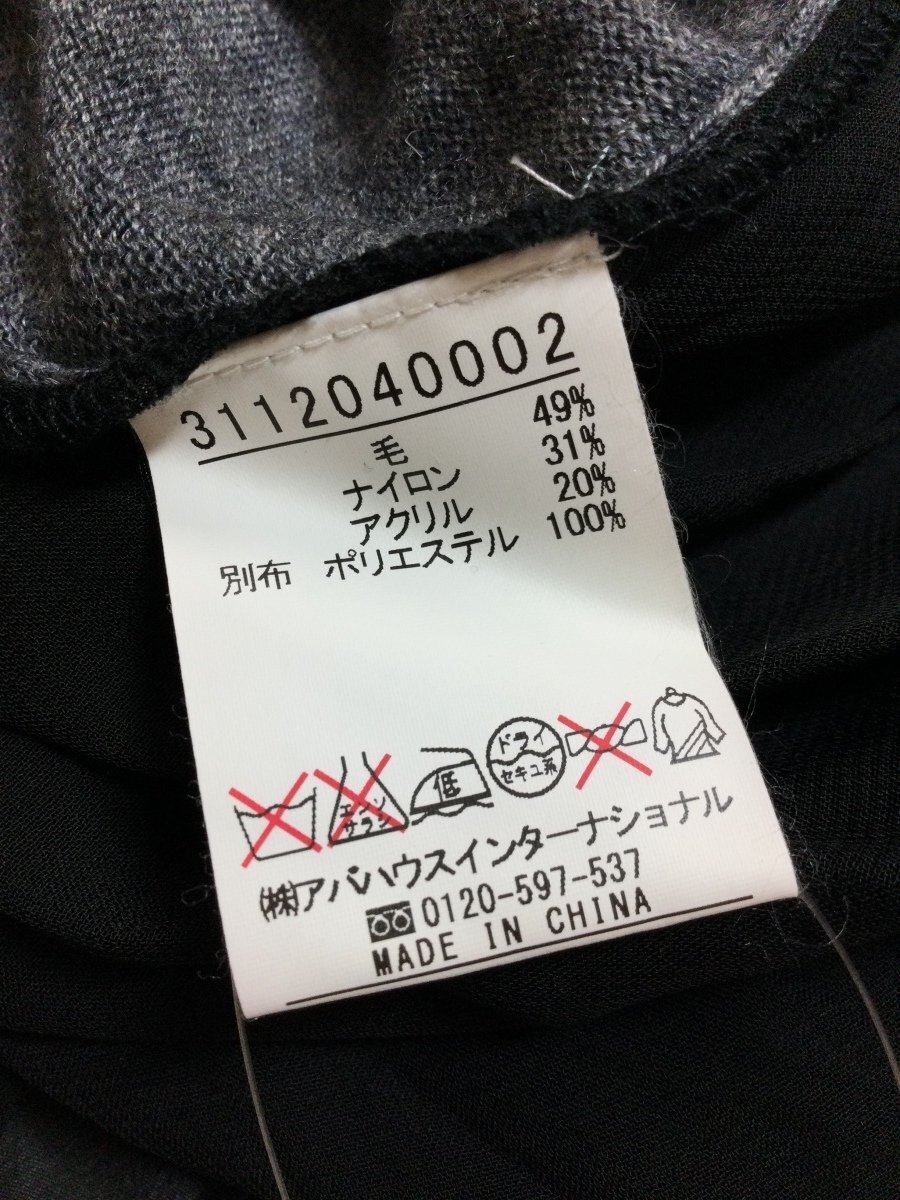 3112040002
毛 49%
ナイロン 31%
アクリル 20%
別布 ポリエステル 100%
エンソ
サラシ
低
ドライ
セキユ系
(株)アバハウスインターナショナル
0120-597-537
MADE IN CHINA